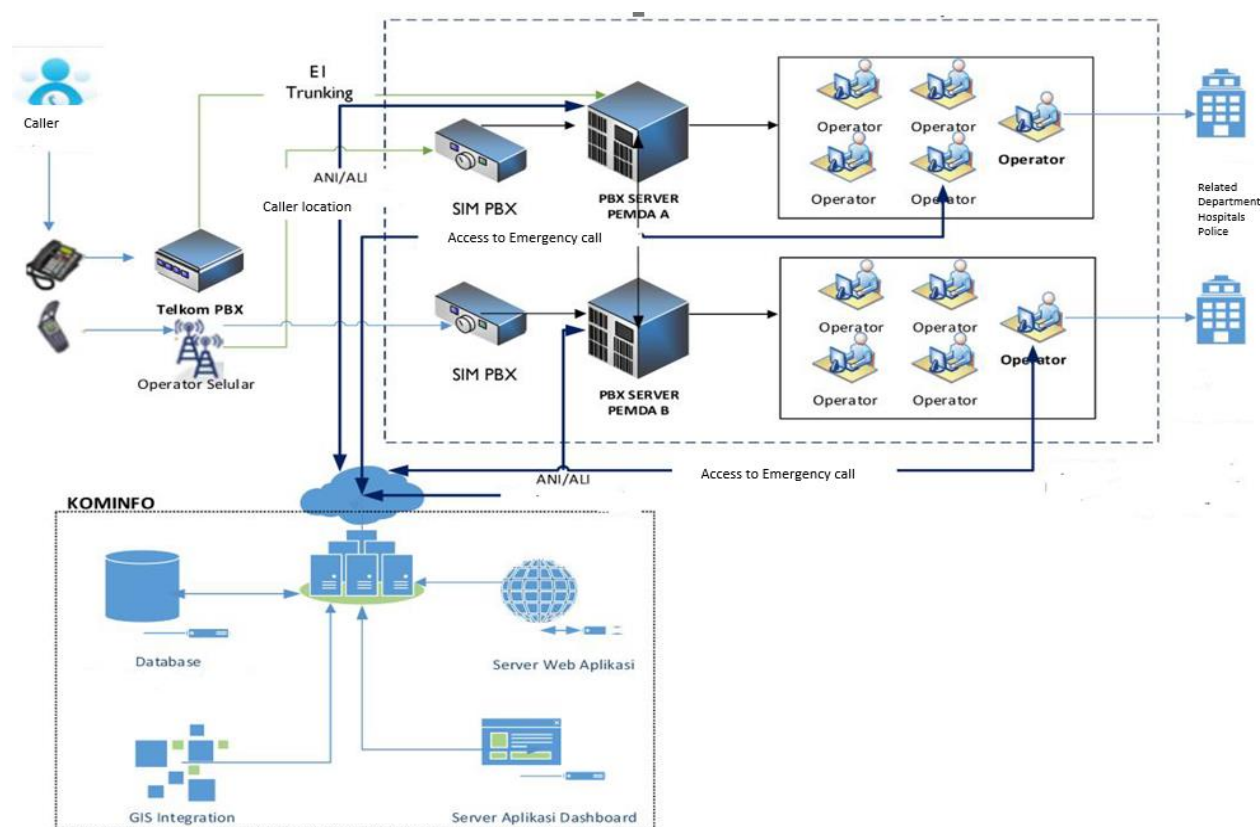 Caller
E1
Trunking
ANI/ALI
Caller location
Telkom PBX
Operator Selular
SIM PBX
PBX SERVER
PEMDA A
Operator
Operator
Operator
Operator
Operator
Related
Department
Hospitals
Police
Access to Emergency call
SIM PBX
PBX SERVER
PEMDA B
Operator
Operator
Operator
Operator
Operator
ANI/ALI
Access to Emergency call
KOMINFO
Database
Server Web Aplikasi
GIS Integration
Server Aplikasi Dashboard